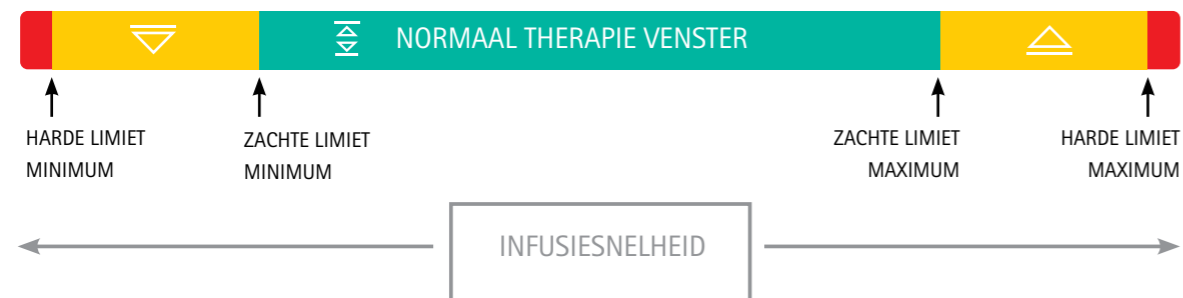 NORMAAL THERAPIE VENSTER
HARDE LIMIET
MINIMUM
ZACHTE LIMIET
MINIMUM
ZACHTE LIMIET
MAXIMUM
HARDE LIMIET
MAXIMUM
INFUSIESNELHEID